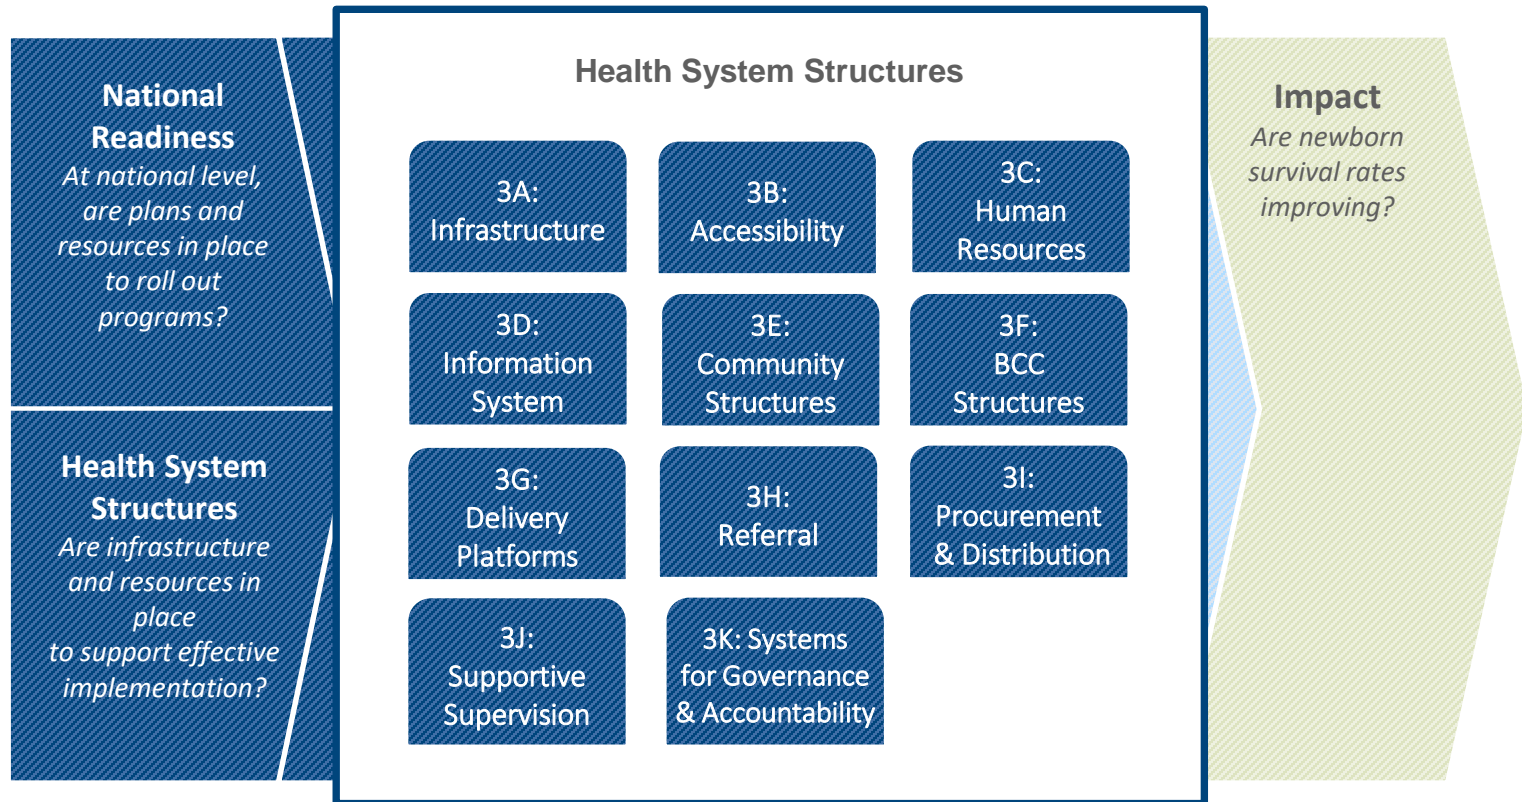 National
Readiness
At national level,
are plans and
resources in place
to roll out
programs?
Health System
Structures
Are infrastructure
and resources in
place
to support effective
implementation?
Health System Structures
3A:
Infrastructure
3B:
Accessibility
3C:
Human
Resources
3D:
Information
System
3E:
Community
Structures
3F:
BCC
Structures
3G:
Delivery
Platforms
3H:
Referral
3I:
Procurement
& Distribution
3J:
Supportive
Supervision
3K: Systems
for Governance
& Accountability
Impact
Are newborn
survival rates
improving?